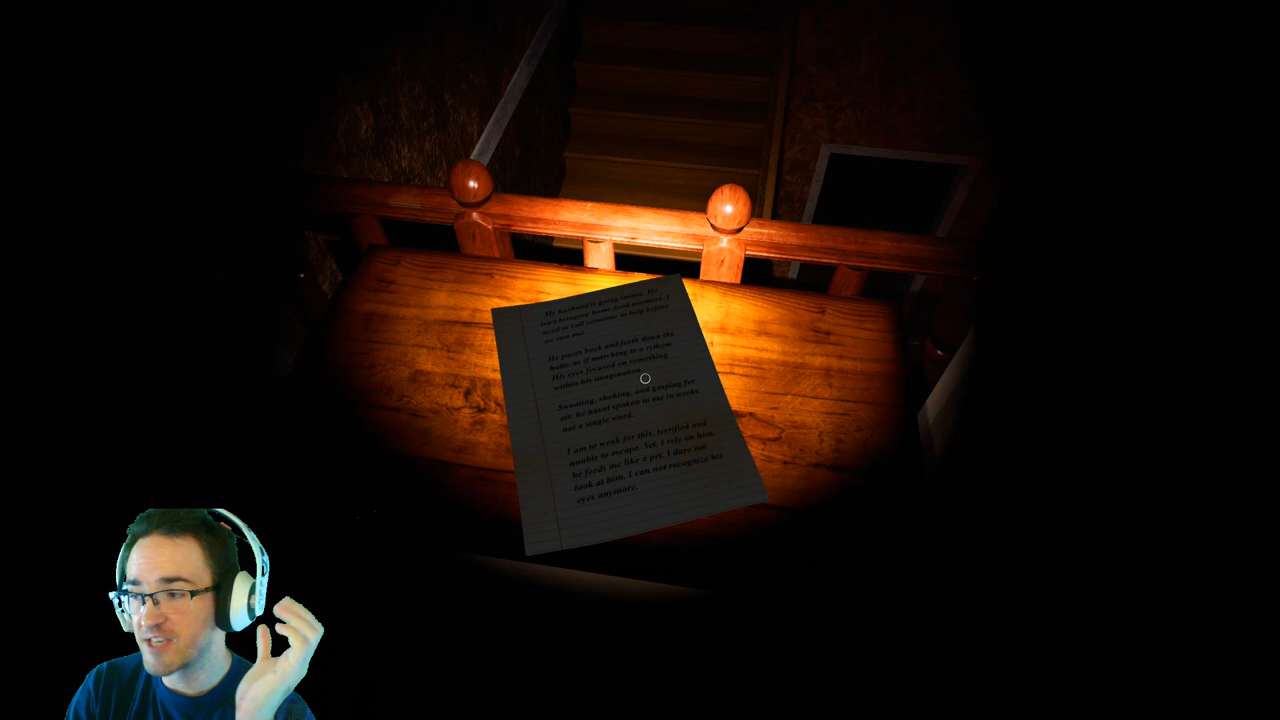 My husband is going insane. He
isn't bringing home food anymore. I
need to call someone to help before
we run out.
He paces back and forth down the
halls, as if marching to a rythom.
His eyes focused on something
within his imagination.
Sweating, shaking, and gasping for
air, he hasnt spoken to me in weeks
not a single word.
I am to weak for this, terrified and
unable to escape. Yet, I rely on him,
he feeds me like a pet. I dare not
look at him, I can not recognize his
eyes anymore.